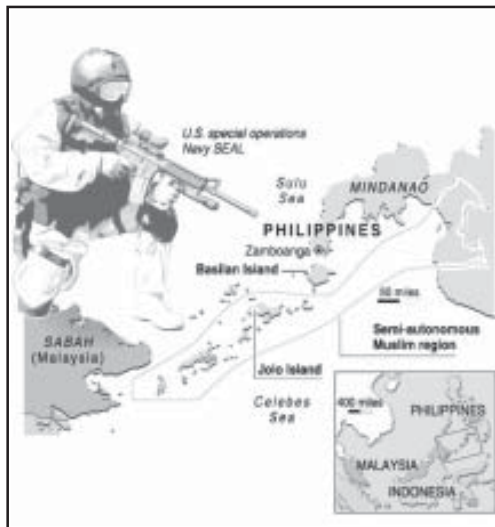 U.S. special operations
Navy SEAL
Sulu
Sea
MINDANAO
PHILIPPINES
Zamboanga
Basilan Island
50 miles
SABAH
(Malaysia)
Semi-autonomous
Muslim region
Jolo Island
Celebes
Sea
400 miles
PHILIPPINES
MALAYSIA
INDONESIA